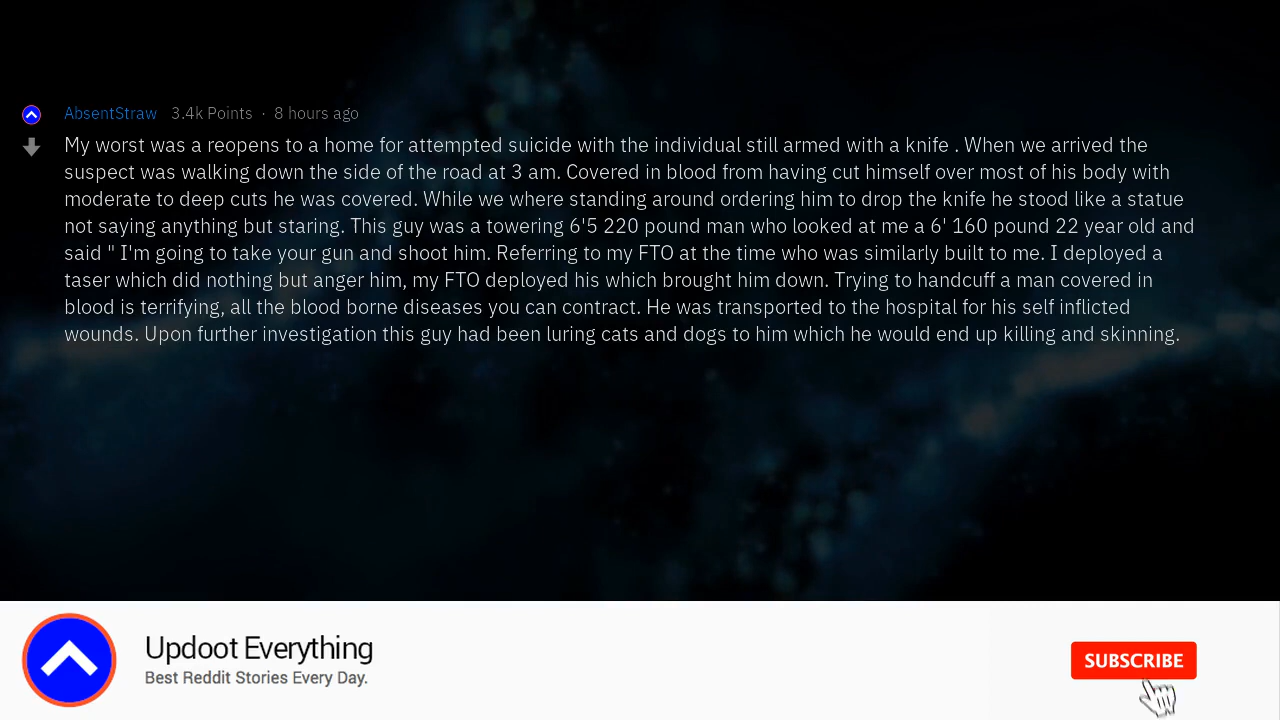 AbsentStraw 3.4k Points · 8 hours ago
My worst was a reopens to a home for attempted suicide with the individual still armed with a knife . When we arrived the
suspect was walking down the side of the road at 3 am. Covered in blood from having cut himself over most of his body with
moderate to deep cuts he was covered. While we where standing around ordering him to drop the knife he stood like a statue
not saying anything but staring. This guy was a towering 6'5 220 pound man who looked at me a 6' 160 pound 22 year old and
said " I'm going to take your gun and shoot him. Referring to my FTO at the time who was similarly built to me. I deployed a
taser which did nothing but anger him, my FTO deployed his which brought him down. Trying to handcuff a man covered in
blood is terrifying, all the blood borne diseases you can contract. He was transported to the hospital for his self inflicted
wounds. Upon further investigation this guy had been luring cats and dogs to him which he would end up killing and skinning.
Updoot Everything
Best Reddit Stories Every Day.
SUBSCRIBE